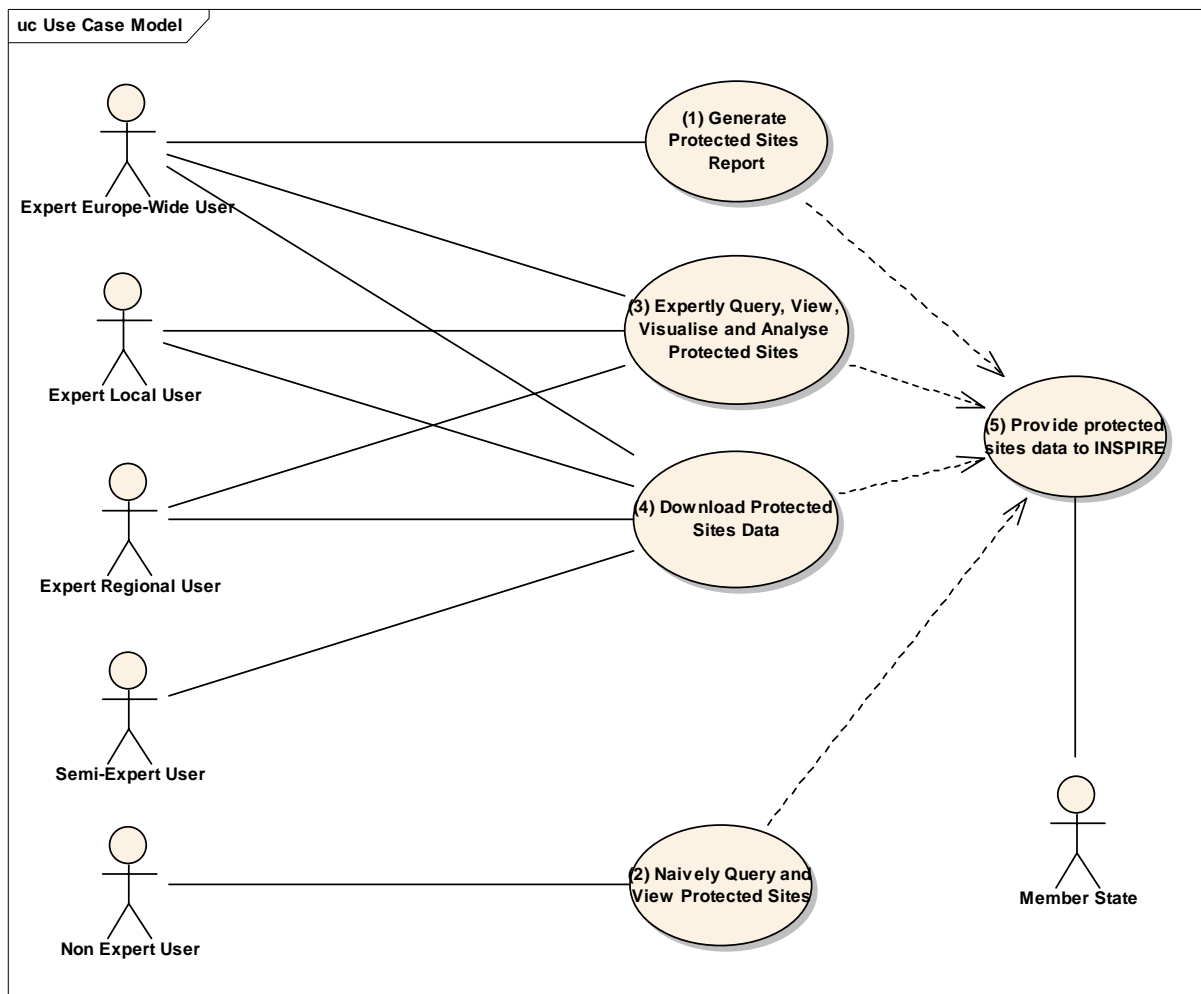 uc Use Case Model
Expert Europe-Wide User
(1) Generate
Protected Sites
Report
Expert Local User
(3) Expertly Query, View,
Visualise and Analyse
Protected Sites
Expert Regional User
(4) Download Protected
Sites Data
(5) Provide protected
sites data to INSPIRE
Semi-Expert User
Non Expert User
(2) Naively Query and
View Protected Sites
Member State